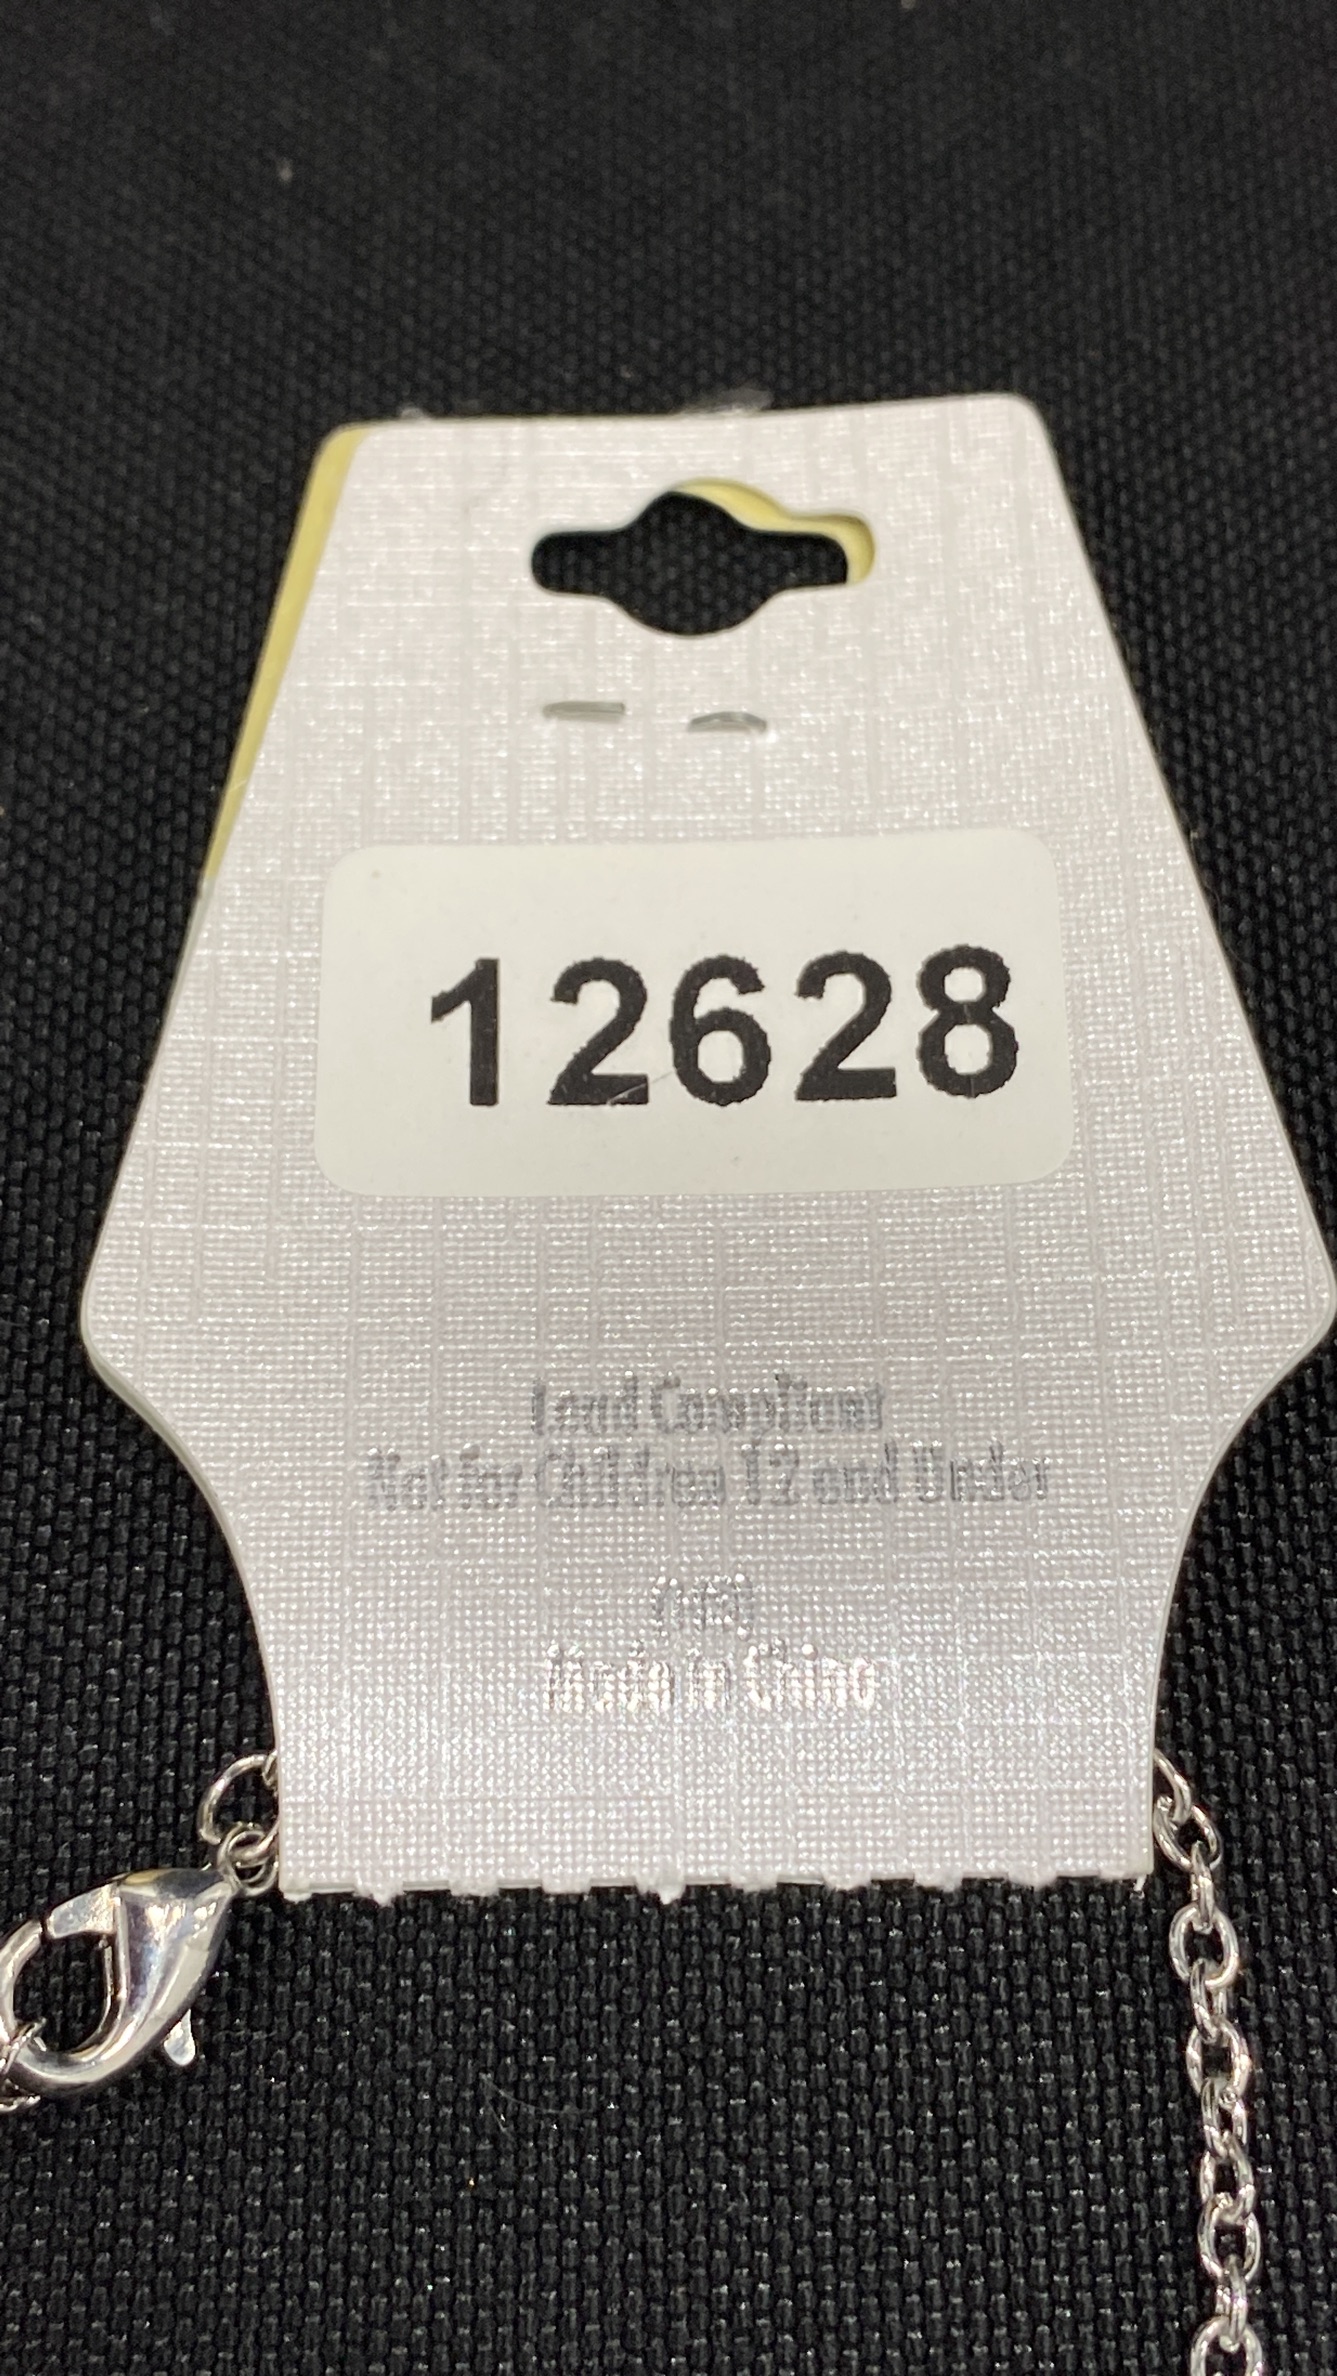 12628
Lead Compliant
Not for Children 12 and Under
Made in China